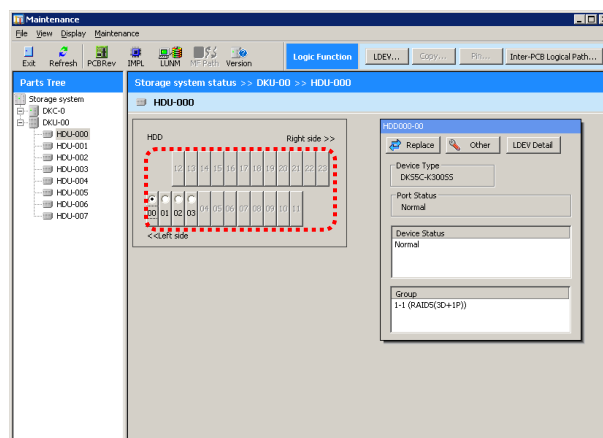 Maintenance
File View Display Maintenance
Exit Refresh PCBRev IMPL LUNM MF Path Version Logic Function LDEV... Copy... Pin... Inter-PCB Logical Path...
Parts Tree
Storage system status >> DKU-00 >> HDU-000
Storage system
DKC-0
DKU-00
HDU-000
HDU-001
HDU-002
HDU-003
HDU-004
HDU-005
HDU-006
HDU-007
HDU-000
HDD Right side >>
12 13 14 15 16 17 18 19 20 21 22 23
00 01 02 03 04 05 06 07 08 09 10 11
<<Left side
HDD000-00
Replace Other LDEV Detail
Device Type
DKS5C-K300SS
Port Status
Normal
Device Status
Normal
Group
1-1 (RAID5(3D+1P))